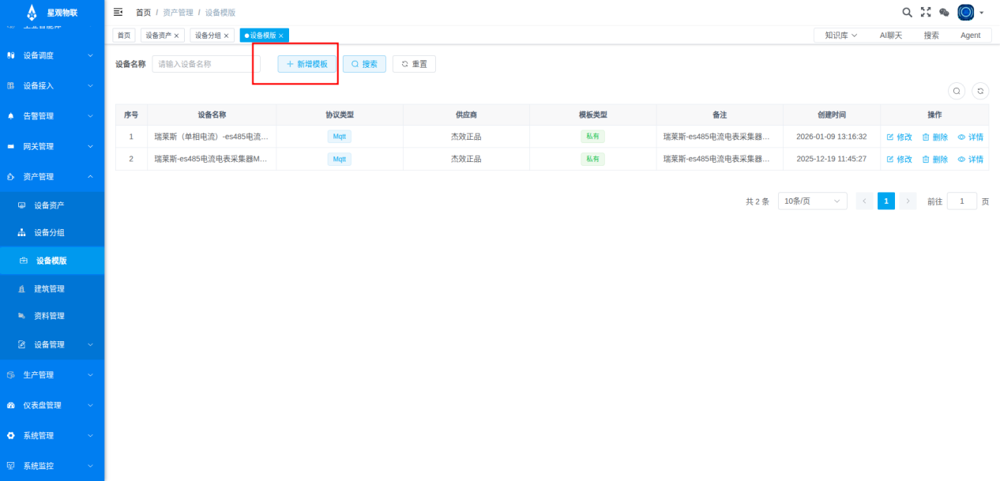 星观物联
首页 / 资产管理 / 设备模版
首页
设备资产 ×
设备分组 ×
设备模版 ×
知识库
AI聊天
搜索
Agent
设备调度
设备接入
告警管理
网关管理
资产管理
设备资产
设备分组
设备模版
建筑管理
资料管理
设备管理
生产管理
仪表盘管理
系统管理
系统监控
设备名称 请输入设备名称 + 新增模板 搜索 重置
序号 设备名称 协议类型 供应商 模板类型 备注 创建时间 操作
1 瑞莱斯（单相电流）-es485电流... Mqtt 杰效正品 私有 瑞莱斯-es485电流电表采集器... 2026-01-09 13:16:32 修改 删除 详情
2 瑞莱斯-es485电流电表采集器M... Mqtt 杰效正品 私有 瑞莱斯-es485电流电表采集器... 2025-12-19 11:45:27 修改 删除 详情
共 2 条 10条/页 1 前往 1 页